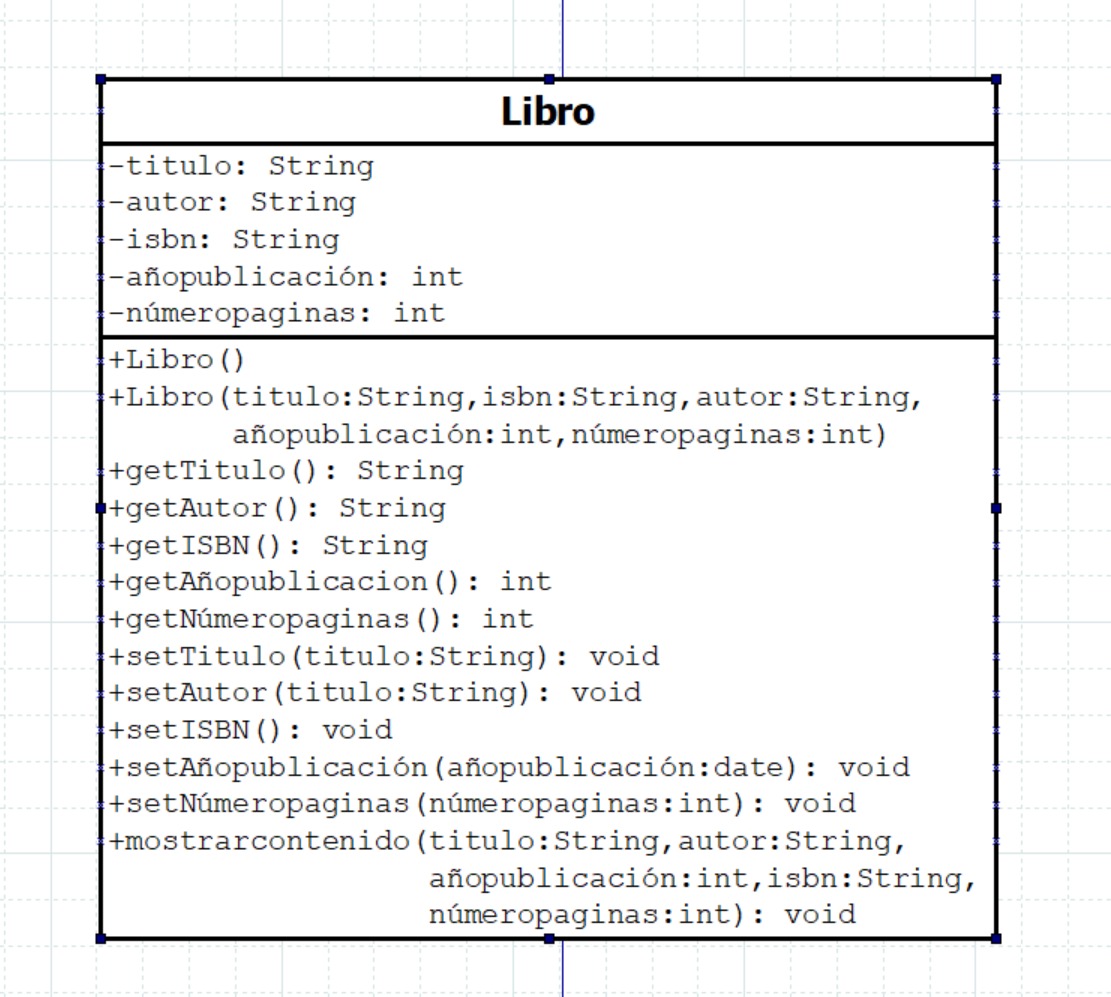 Libro
-titulo: String
-autor: String
-isbn: String
-añopublicación: int
-númeropaginas: int
+Libro()
+Libro(titulo:String,isbn:String,autor:String,
añopublicación:int,númeropaginas:int)
+getTitulo(): String
+getAutor(): String
+getISBN(): String
+getAñopublicacion(): int
+getNúmeropaginas(): int
+setTitulo(titulo:String): void
+setAutor(titulo:String): void
+setISBN(): void
+setAñopublicación(añopublicación:date): void
+setNúmeropaginas(númeropaginas:int): void
+mostrarcontenido(titulo:String,autor:String,
añopublicación:int,isbn:String,
númeropaginas:int): void